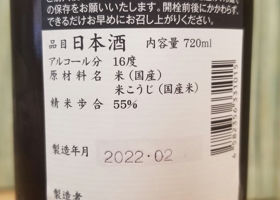 の保存をお願いいたします。開栓前後にかかわらず、
できるだけお早めにお召し上がりください。
品目 日本酒 内容量 720ml
アルコール分 16度
原材料名 米(国産)
米こうじ(国産米)
精米歩合 55%
製造年月 2022.02
製造者